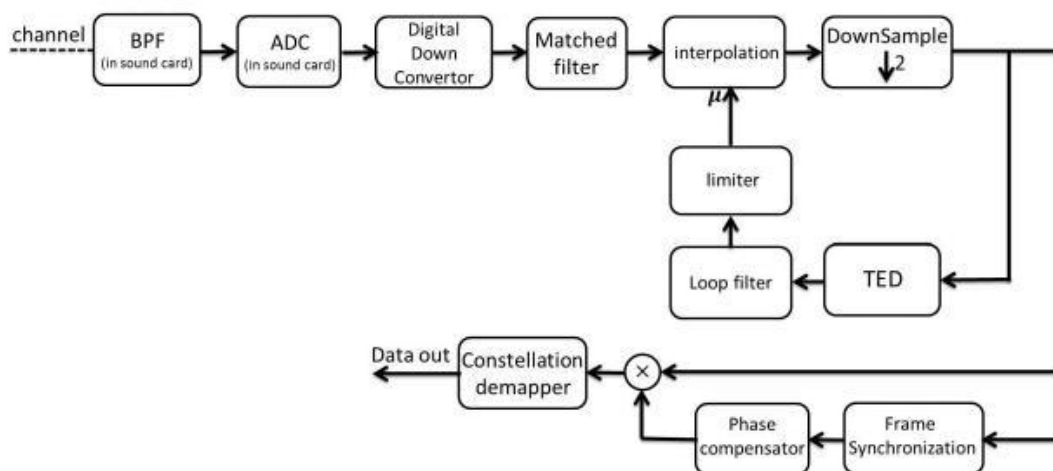 channel
BPF
(in sound card)
ADC
(in sound card)
Digital
Down
Convertor
Matched
filter
interpolation
DownSample
2
μ
limiter
Loop filter
TED
Data out
Constellation
demapper
×
Phase
compensator
Frame
Synchronization